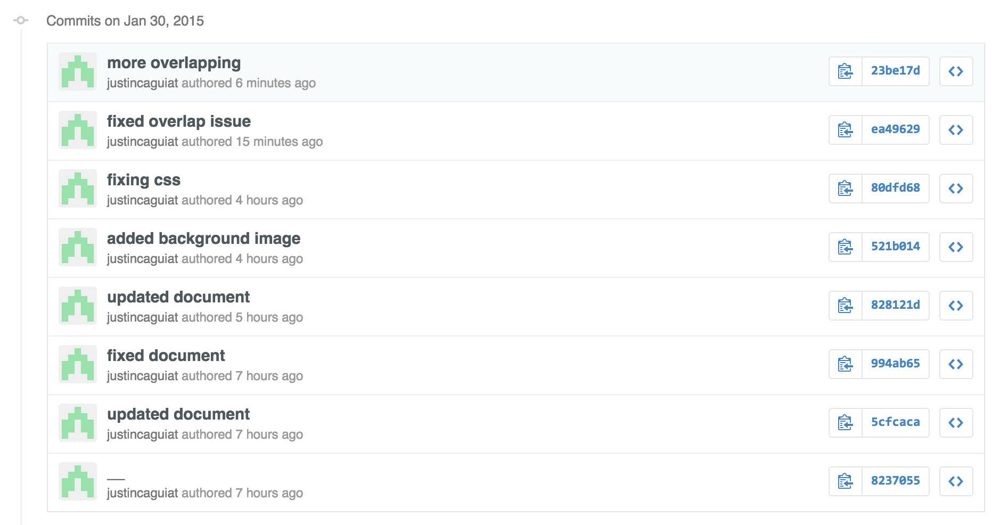 Commits on Jan 30, 2015
more overlapping
justincaguiat authored 6 minutes ago
23be17d
fixed overlap issue
justincaguiat authored 15 minutes ago
ea49629
fixing css
justincaguiat authored 4 hours ago
80dfd68
added background image
justincaguiat authored 4 hours ago
521b014
updated document
justincaguiat authored 5 hours ago
828121d
fixed document
justincaguiat authored 7 hours ago
994ab65
updated document
justincaguiat authored 7 hours ago
5cfcaca
__
justincaguiat authored 7 hours ago
8237055